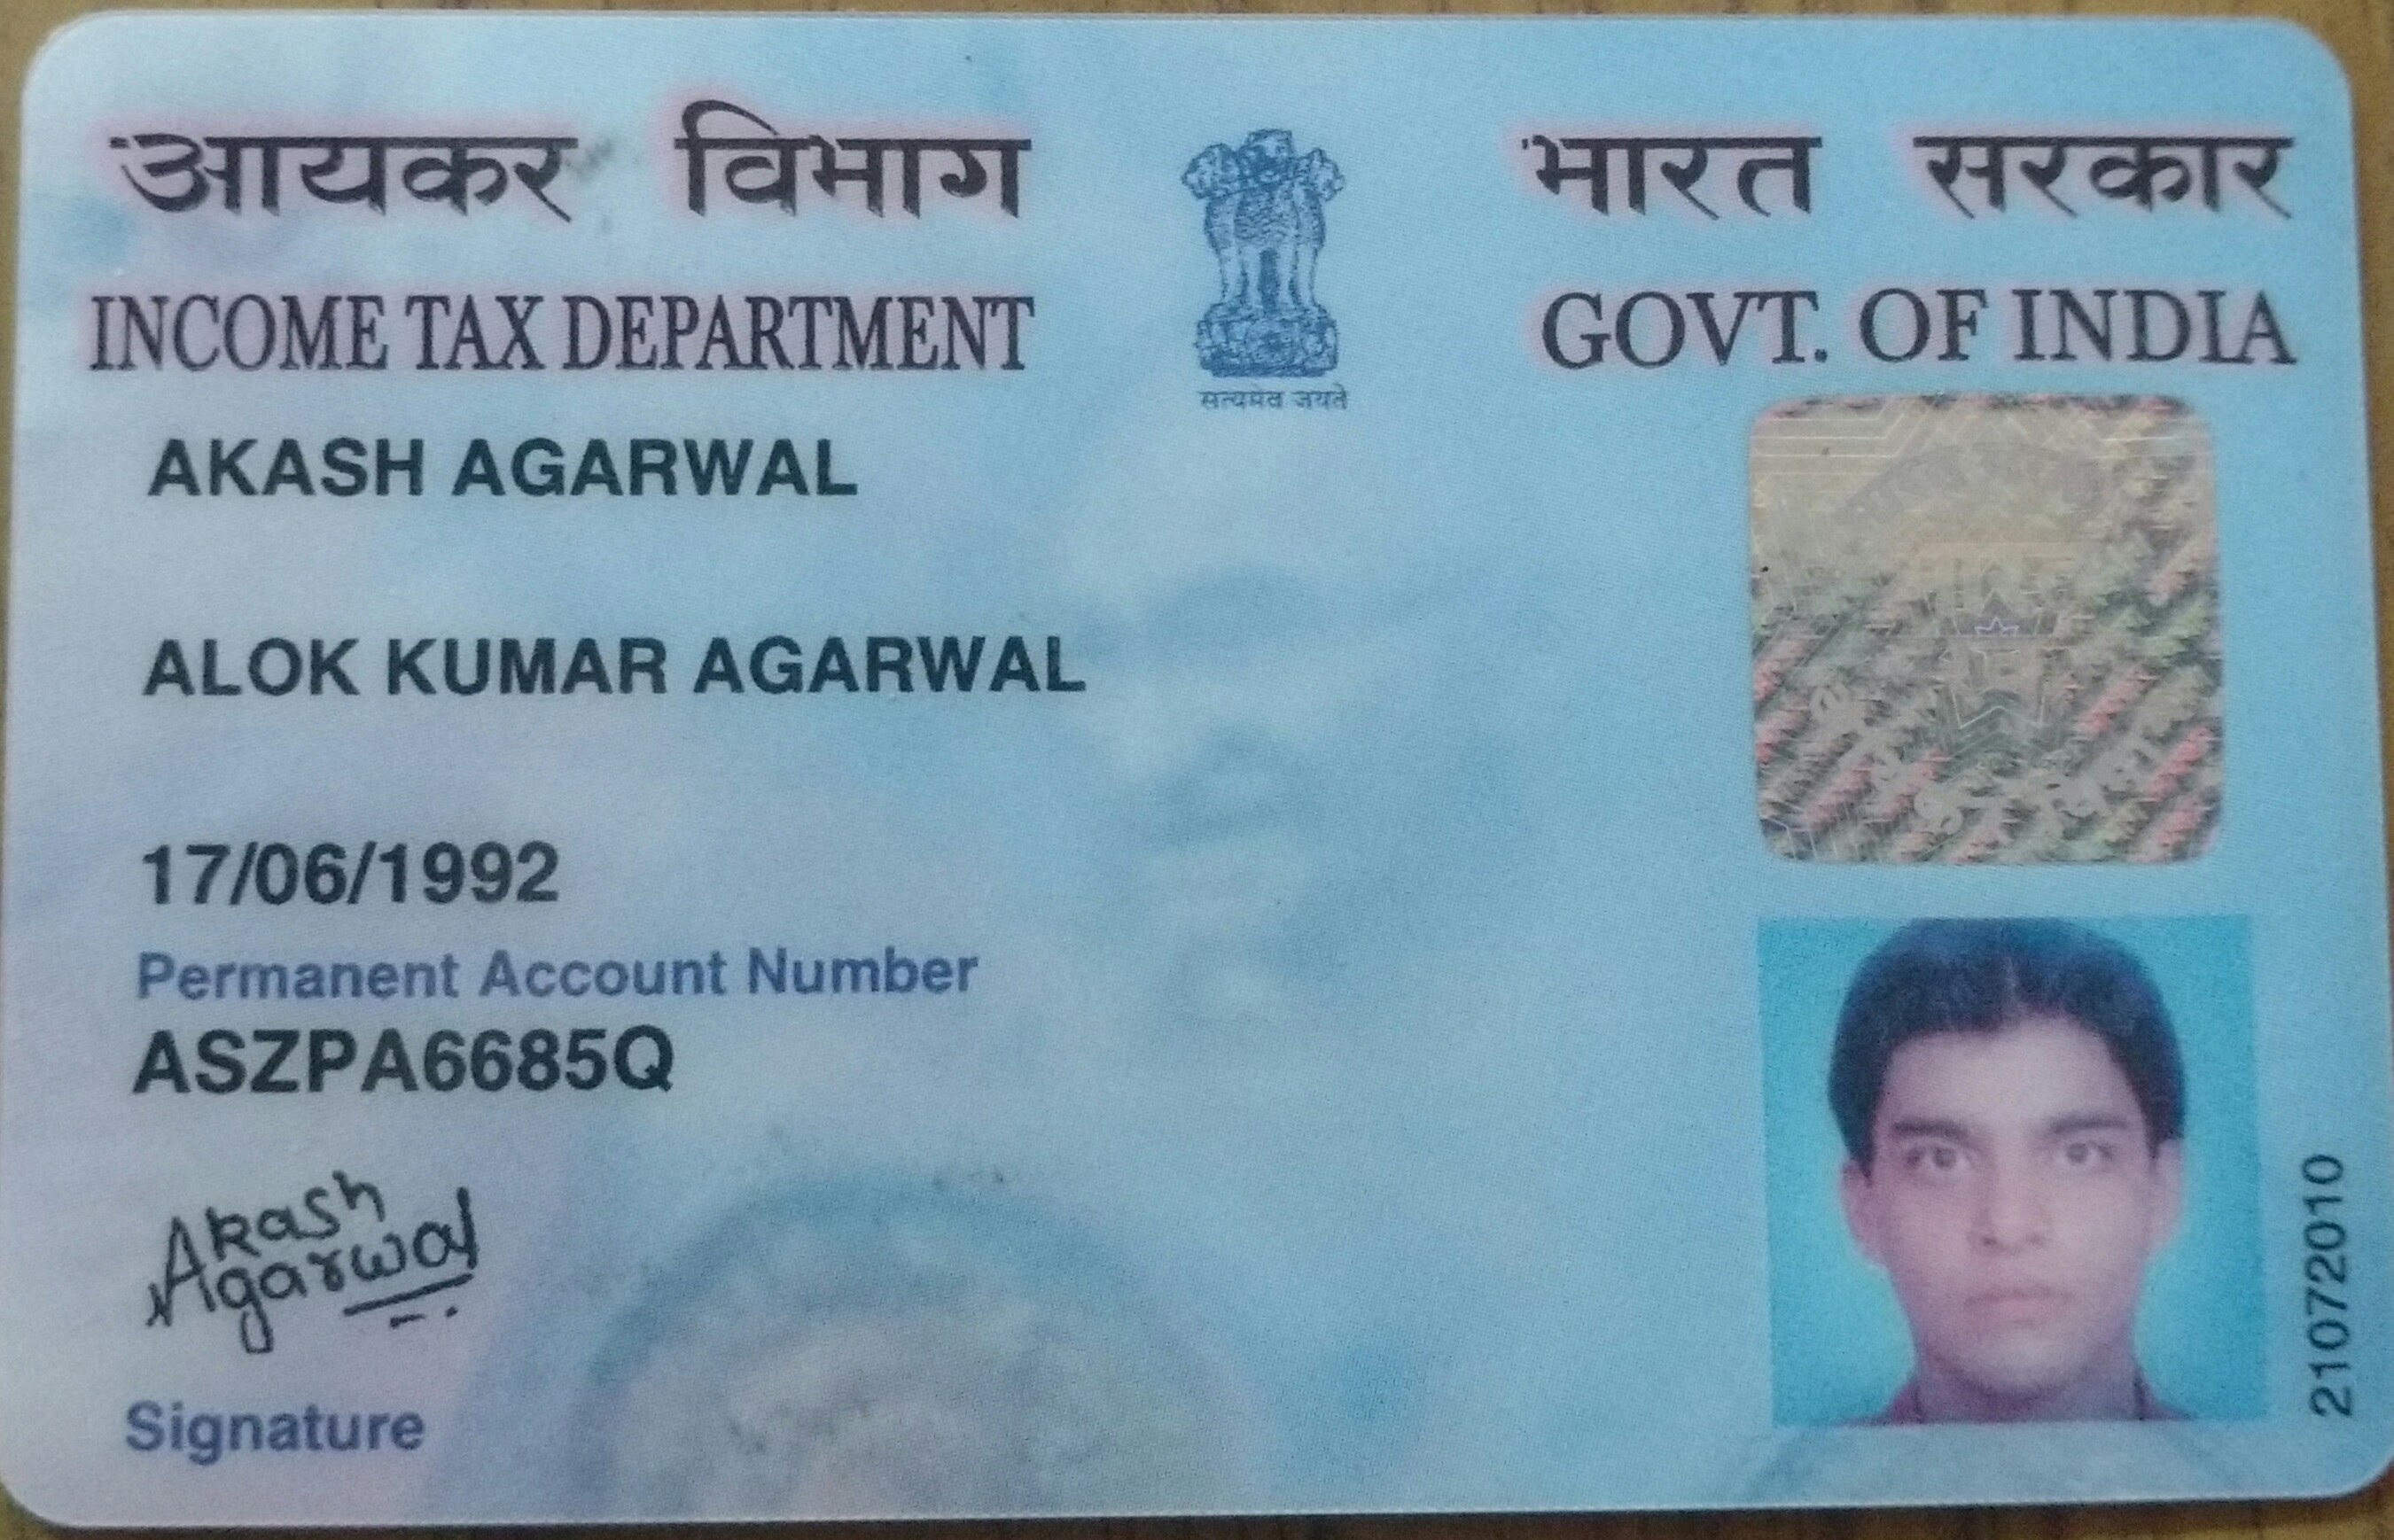 आयकर विभाग
INCOME TAX DEPARTMENT
सत्यमेव जयते
भारत सरकार
GOVT. OF INDIA
AKASH AGARWAL
ALOK KUMAR AGARWAL
17/06/1992
Permanent Account Number
ASZPA6685Q
Akash
Agarwal
Signature
21072010